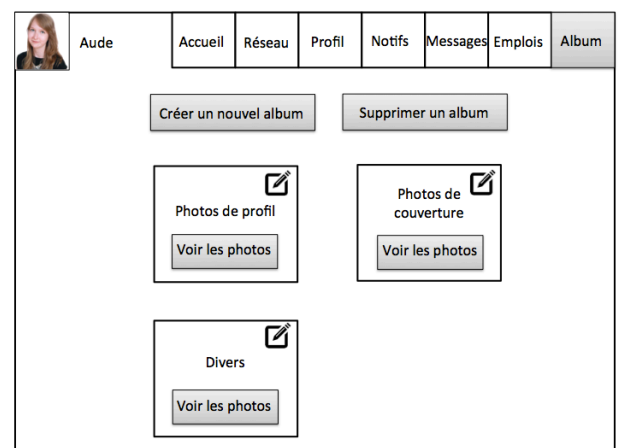 Aude Accueil Réseau Profil Notifs Messages Emplois Album
Créer un nouvel album Supprimer un album
Photos de profil
Voir les photos
Photos de
couverture
Voir les photos
Divers
Voir les photos